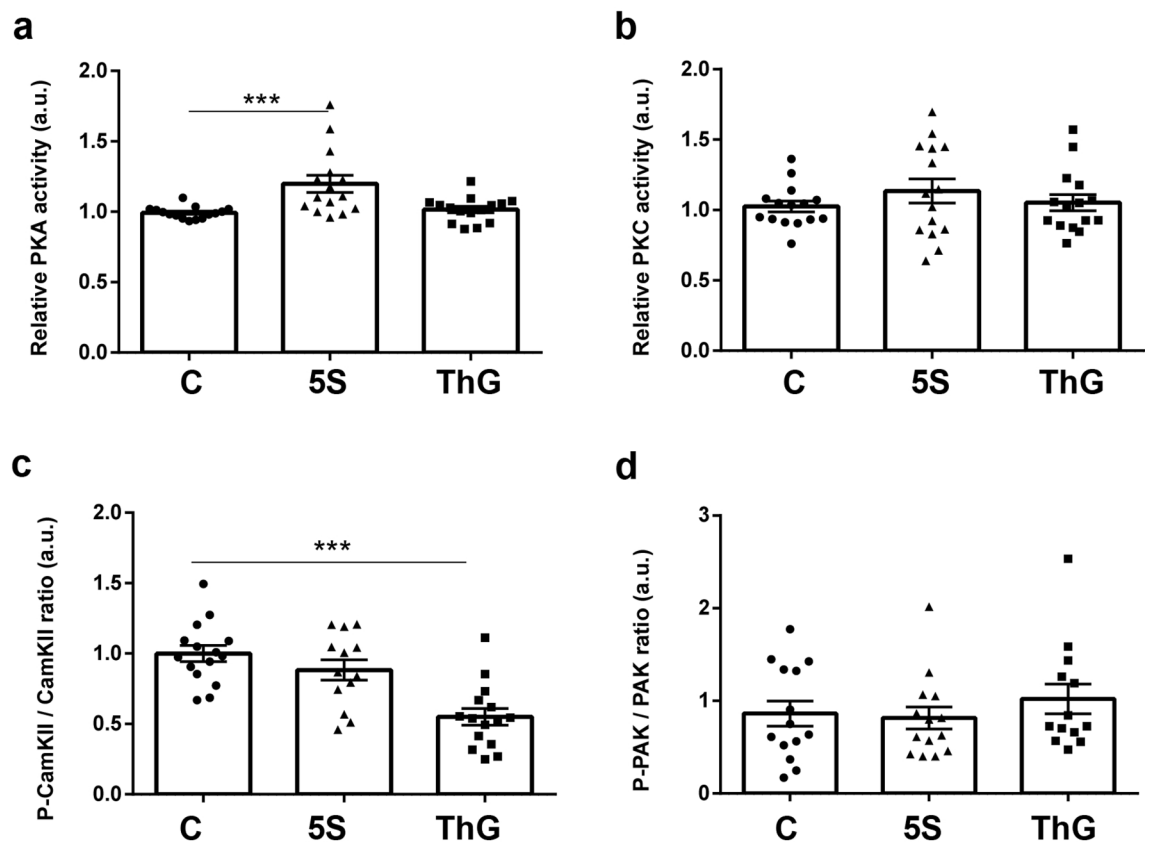 a
Relative PKA activity (a.u.)
2.0
1.5
1.0
0.5
0.0
***
C 5S ThG
b
Relative PKC activity (a.u.)
2.0
1.5
1.0
0.5
0.0
C 5S ThG
c
P-CamKII / CamKII ratio (a.u.)
2.0
1.5
1.0
0.5
0.0
***
C 5S ThG
d
P-PAK / PAK ratio (a.u.)
3
2
1
0
C 5S ThG